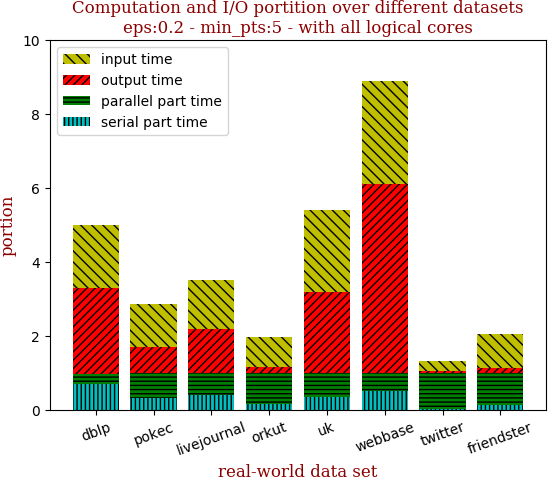 Computation and I/O portition over different datasets
eps:0.2 - min_pts:5 - with all logical cores
10
8
6
4
2
0
portion
input time
output time
parallel part time
serial part time
dblp
pokec
livejournal
orkut
uk
webbase
twitter
friendster
real-world data set